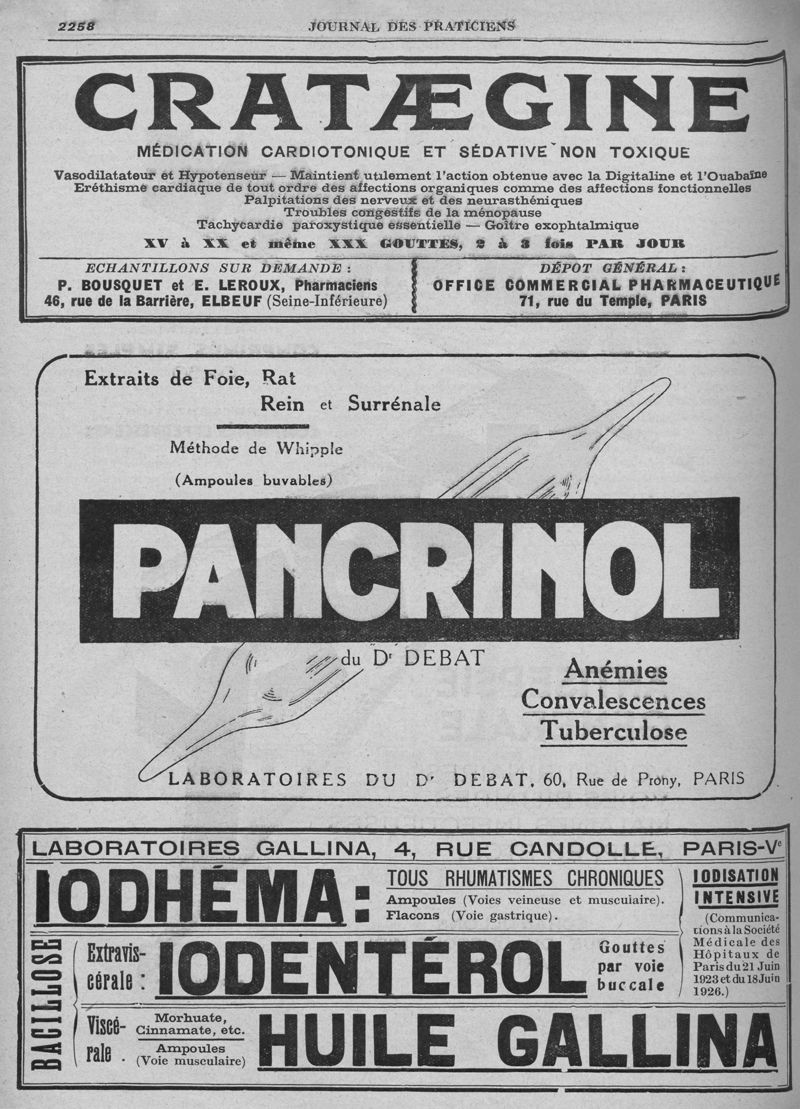 2258
JOURNAL DES PRATICIENS
CRATÆGINE
MÉDICATION CARDIOTONIQUE ET SÉDATIVE NON TOXIQUE
Vasodilatateur et Hypotenseur — Maintient utulement l'action obtenue avec la Digitaline et l'Ouabaïne
Eréthisme cardiaque de tout ordre des affections organiques comme des affections fonctionnelles
Palpitations des nerveux et des neurasthéniques
Troubles congestifs de la ménopause
Tachycardie paroxystique essentielle — Goître exophtalmique
XV à XX et même XXX GOUTTES, 2 à 3 fois PAR JOUR
ECHANTILLONS SUR DEMANDE :
P. BOUSQUET et E. LEROUX, Pharmaciens
46, rue de la Barrière, ELBEUF (Seine-Inférieure)
DÉPOT GÉNÉRAL :
OFFICE COMMERCIAL PHARMACEUTIQUE
71, rue du Temple, PARIS
Extraits de Foie, Rat
Rein et Surrénale
Méthode de Whipple
(Ampoules buvables)
PANCRINOL
du Dr DEBAT
Anémies
Convalescences
Tuberculose
LABORATOIRES DU Dr DEBAT, 60, Rue de Prony, PARIS
LABORATOIRES GALLINA, 4, RUE CANDOLLE, PARIS-Ve
IODHÉMA :
TOUS RHUMATISMES CHRONIQUES
Ampoules (Voies veineuse et musculaire).
Flacons (Voie gastrique).
IODISATION
INTENSIVE
(Communica-
tions à la Société
Médicale des
Hôpitaux de
Paris du 21 Juin
1923 et du 18 Juin
1926.)
BACILLOSE
Extravis-
cérale :
IODENTÉROL
Gouttes
par voie
buccale
Viscé-
rale .
Morhuate,
Cinnamate, etc.
Ampoules
(Voie musculaire)
HUILE GALLINA